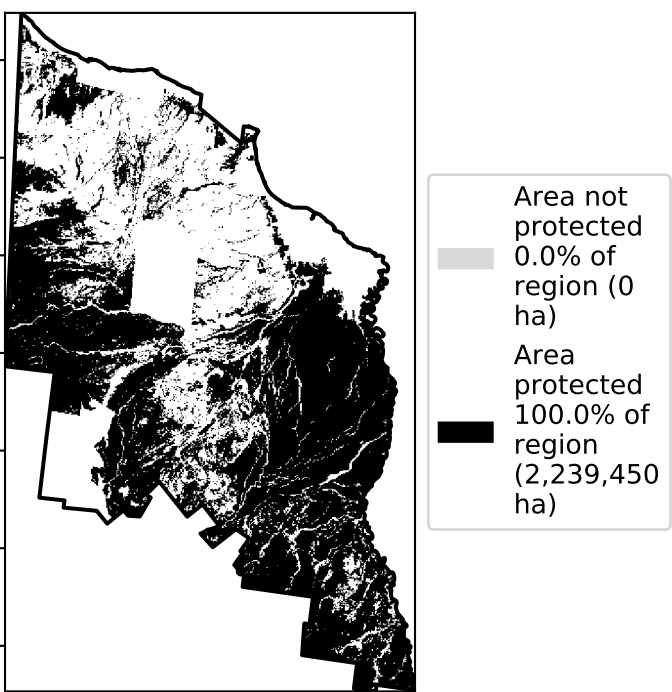 Area not
protected
0.0% of
region (0
ha)
Area
protected
100.0% of
region
(2,239,450
ha)